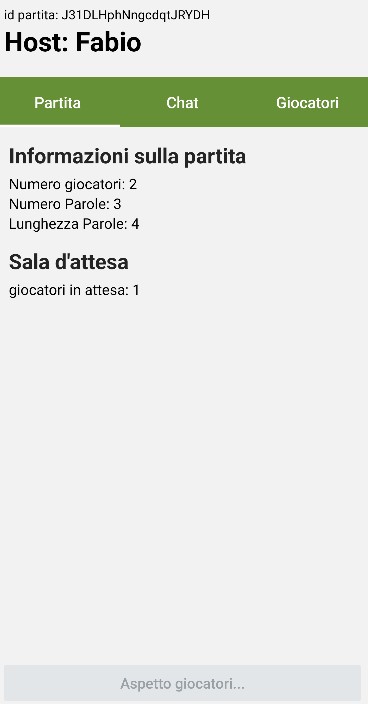 id partita: J31DLHphNngcdqtJRYDH
Host: Fabio
Partita Chat Giocatori
Informazioni sulla partita
Numero giocatori: 2
Numero Parole: 3
Lunghezza Parole: 4
Sala d'attesa
giocatori in attesa: 1
Aspetto giocatori...